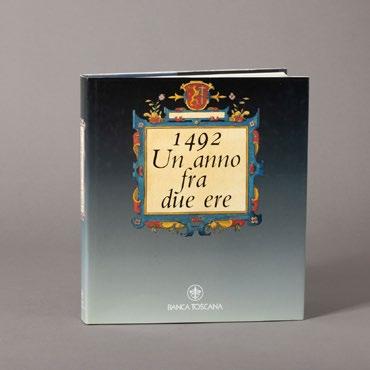 1492
Un anno
fra
due ere
BANCA TOSCANA